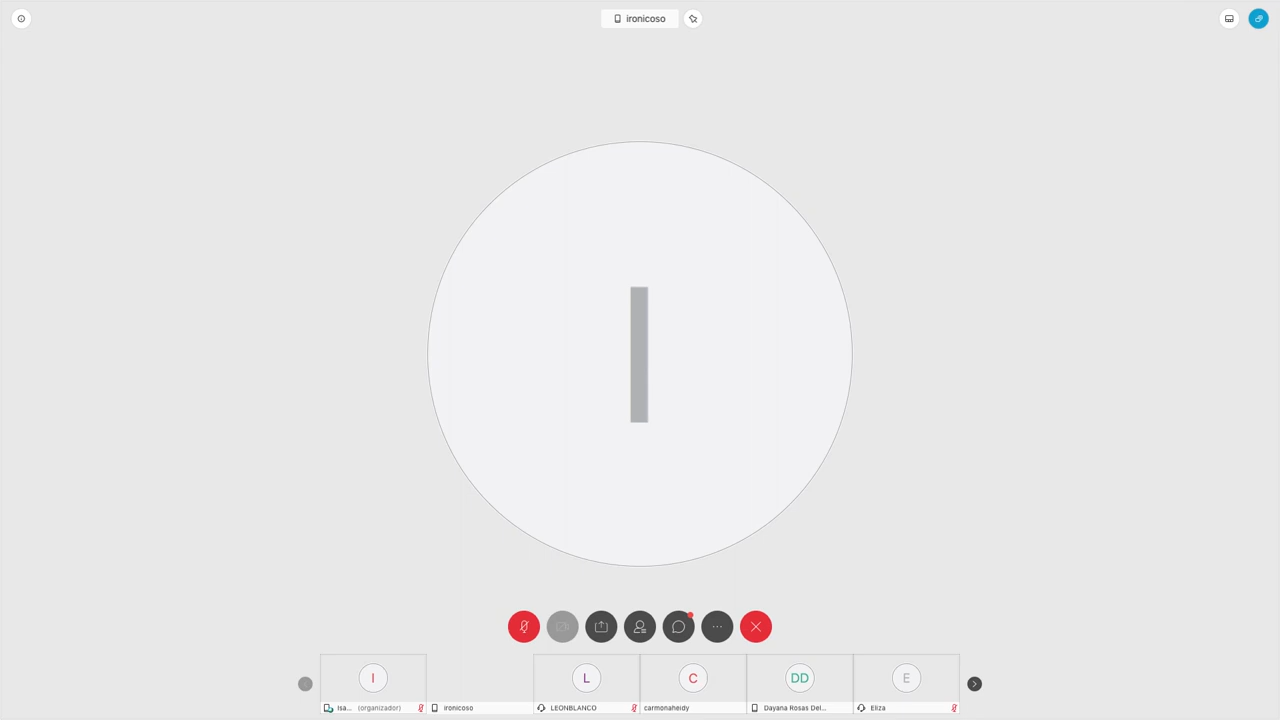 ironicoso
I
I
L
C
DD
E
Isa... (organizador)
ironicoso
LEONBLANCO
carmonaheidy
Dayana Rosas Del...
Eliza